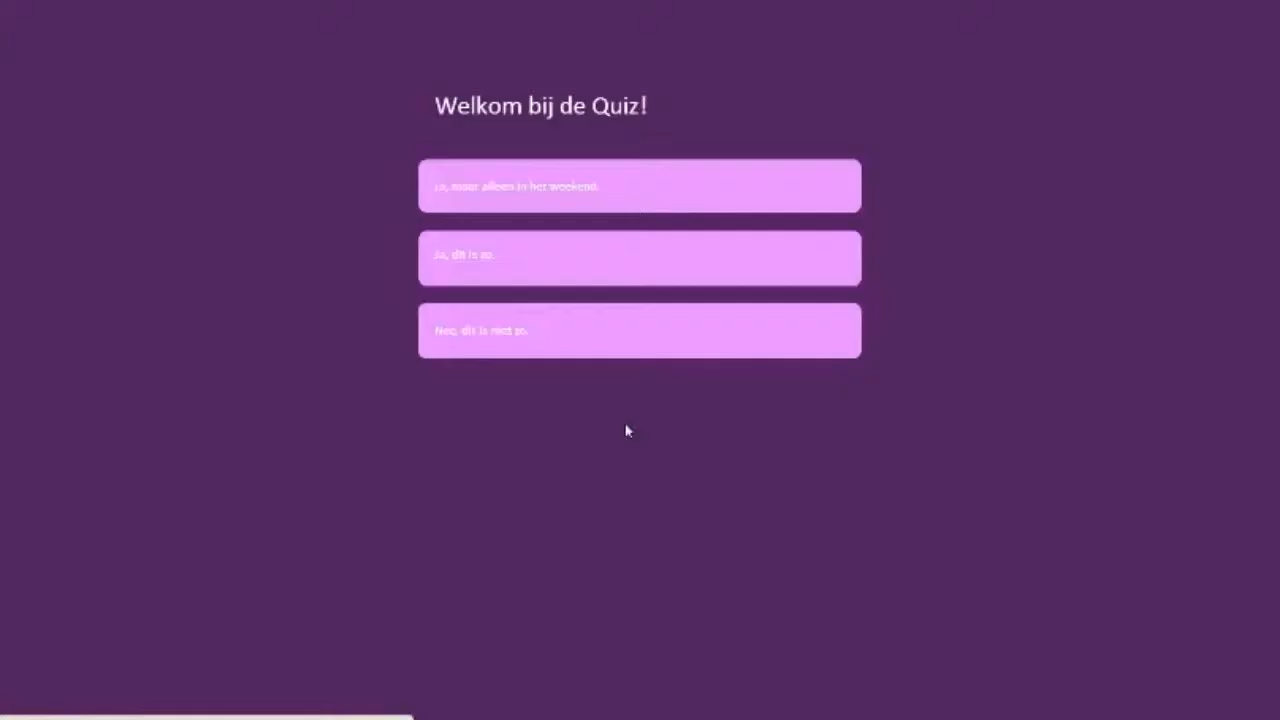 Welkom bij de Quiz!
Ja, maar alleen in het weekend.
Ja, dit is zo.
Nee, dit is niet zo.